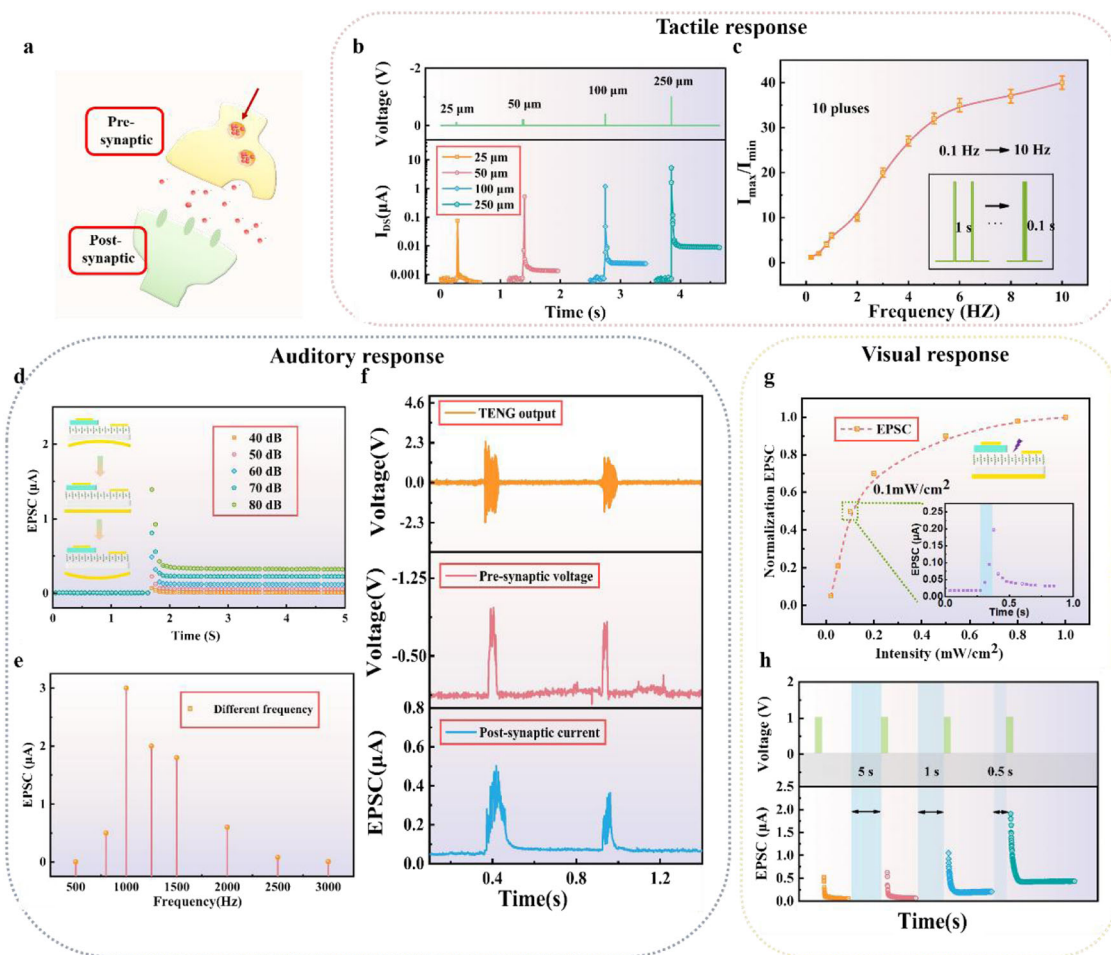 Tactile response
a
Pre-
synaptic
Post-
synaptic
b
Voltage (V)
-2
0
25 μm
50 μm
100 μm
250 μm
I_DS(μA)
10
1
0.1
0.01
0.001
25 μm
50 μm
100 μm
250 μm
0
1
2
3
4
Time (s)
c
I_max/I_min
40
30
20
10
0
10 pluses
0.1 Hz
10 Hz
1 s
...
0.1 s
0
2
4
6
8
10
Frequency (HZ)
Auditory response
d
EPSC (μA)
2
1
0
40 dB
50 dB
60 dB
70 dB
80 dB
0
1
2
3
4
5
Time (S)
e
EPSC (μA)
3
2
1
0
Different frequency
500
1000
1500
2000
2500
3000
Frequency(Hz)
f
Voltage(V)
4.6
2.3
0.0
-2.3
TENG output
Voltage(V)
-1.25
-0.50
Pre-synaptic voltage
EPSC(μA)
0.8
0.6
0.4
0.2
0.0
Post-synaptic current
0.4
0.8
1.2
Time(s)
Visual response
g
Normalization EPSC
1.0
0.8
0.6
0.4
0.2
0.0
EPSC
0.1mW/cm²
EPSC (μA)
0.25
0.20
0.15
0.10
0.05
0.00
0.0
0.5
1.0
Time (s)
0.0
0.2
0.4
0.6
0.8
1.0
Intensity (mW/cm²)
h
Voltage (V)
2
1
0
5 s
1 s
0.5 s
EPSC (μA)
2.5
2.0
1.5
1.0
0.5
0.0
Time(s)